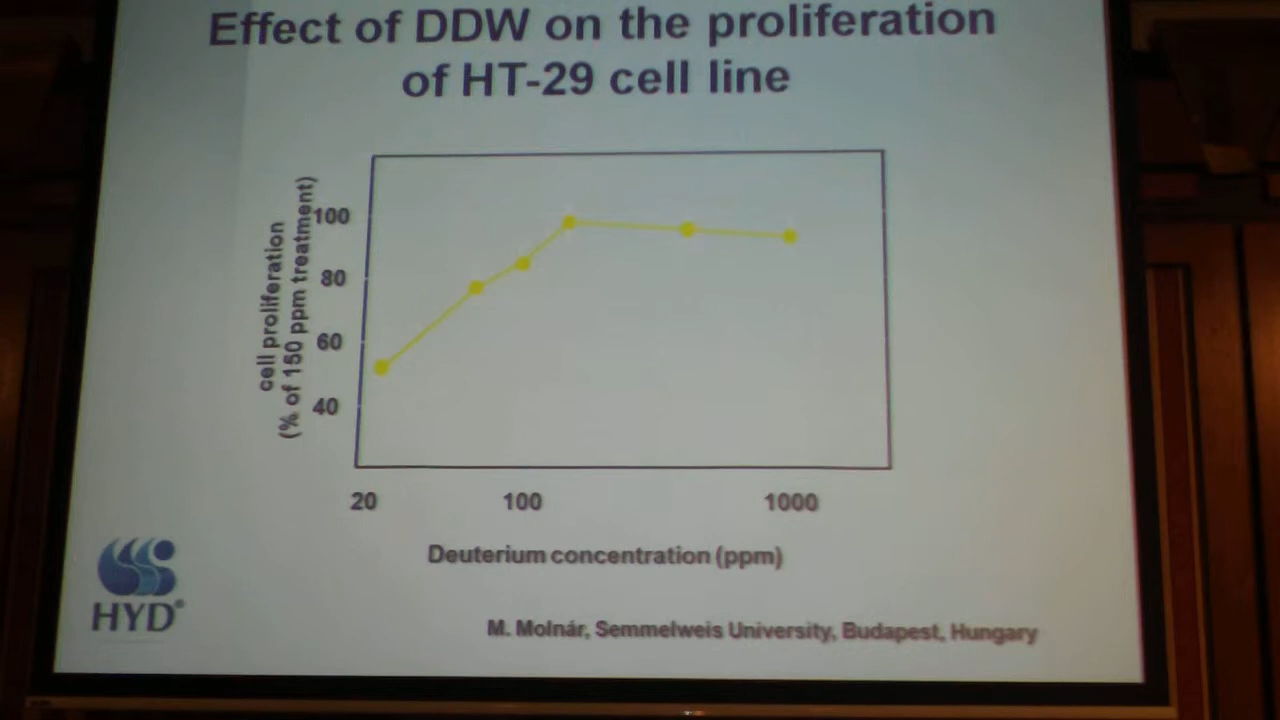 Effect of DDW on the proliferation
of HT-29 cell line
cell proliferation
(% of 150 ppm treatment)
100
80
60
40
20 100 1000
Deuterium concentration (ppm)
HYD®
M. Molnár, Semmelweis University, Budapest, Hungary